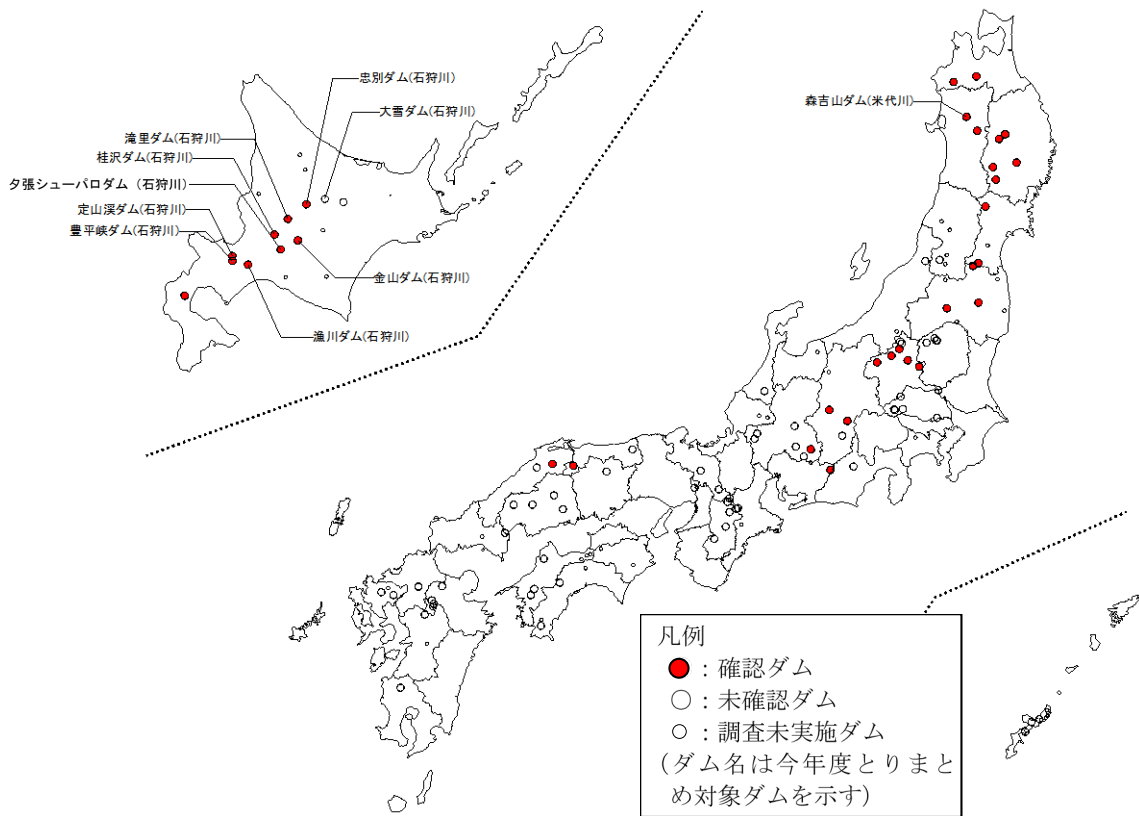 忠別ダム(石狩川)
大雪ダム(石狩川)
滝里ダム(石狩川)
桂沢ダム(石狩川)
夕張シューパロダム（石狩川）
定山渓ダム(石狩川)
豊平峡ダム(石狩川)
金山ダム(石狩川)
漁川ダム(石狩川)
森吉山ダム(米代川)
凡例
：確認ダム
：未確認ダム
：調査未実施ダム
(ダム名は今年度とりまと
め対象ダムを示す)